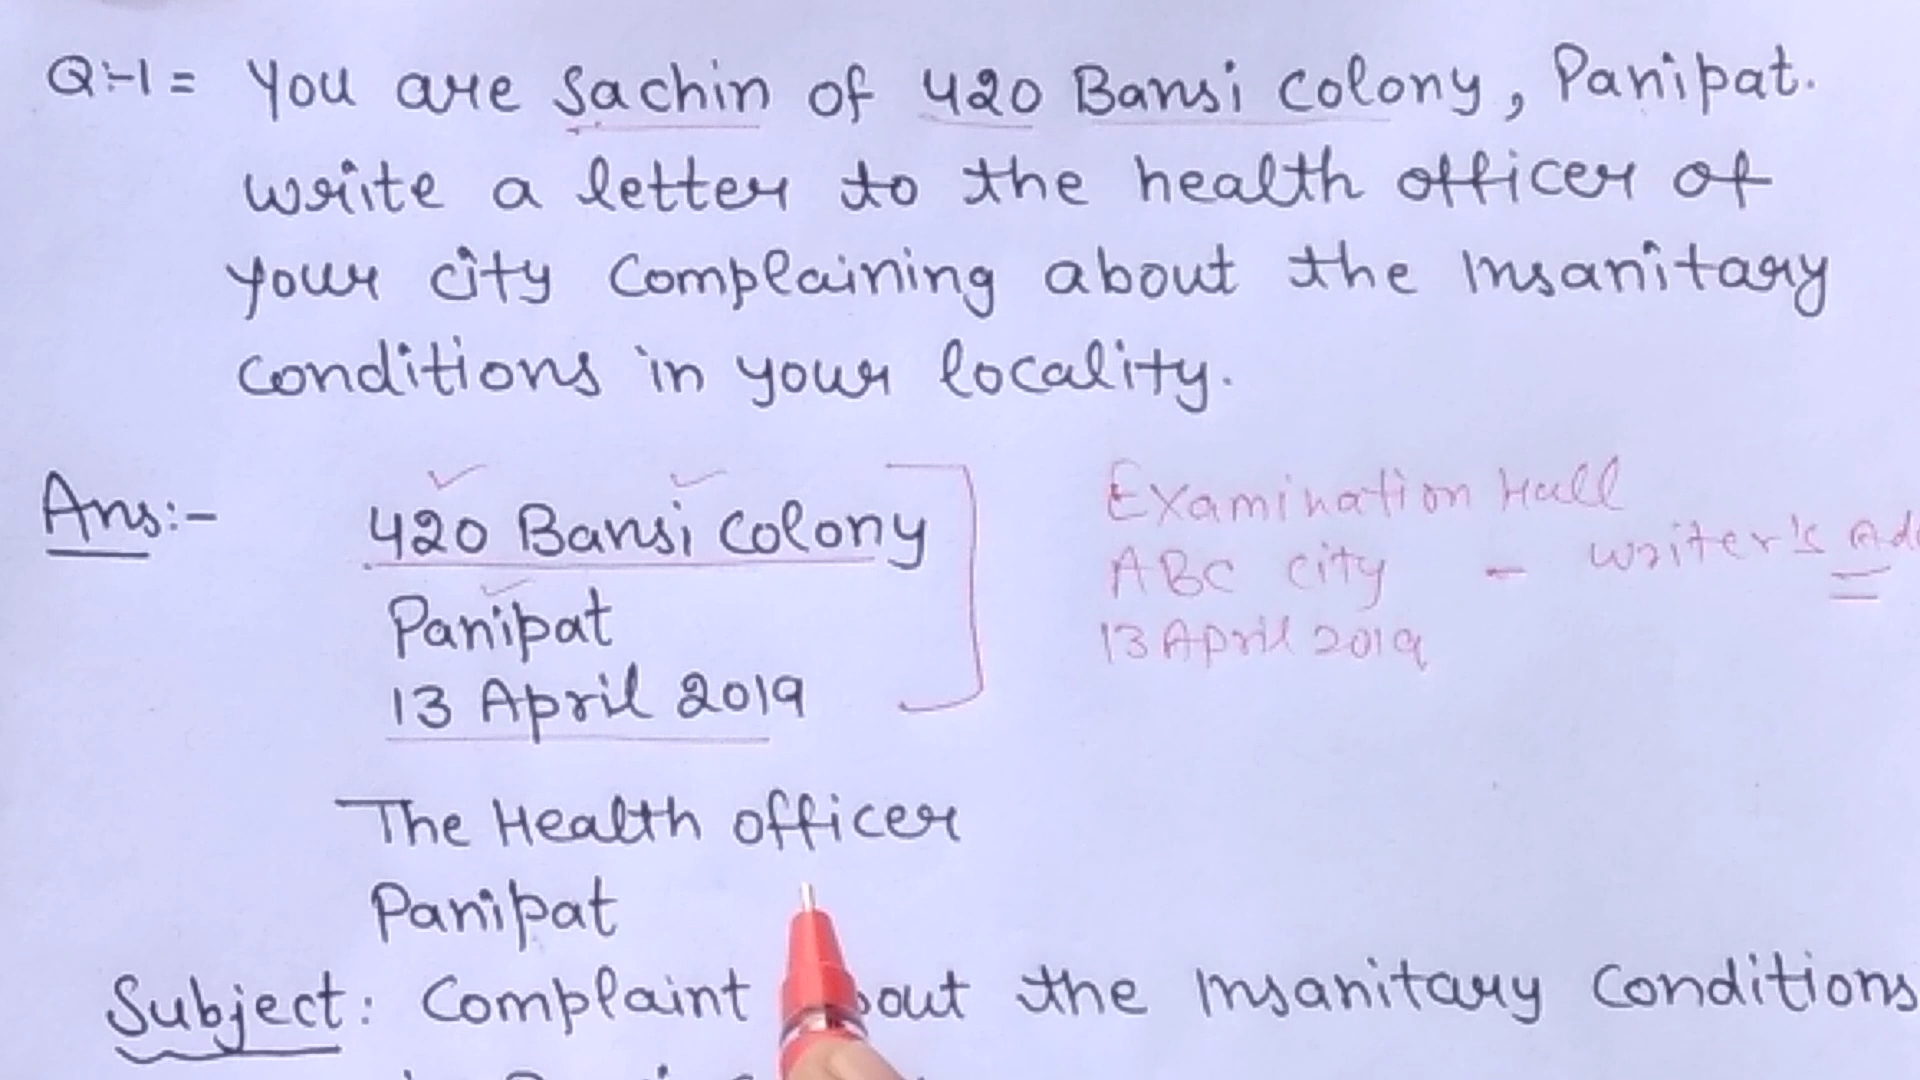 Q:-1= You are Sachin of 420 Bansi colony, Panipat.
write a letter to the health officer of
your city complaining about the Insanitary
conditions in your locality.
Ans:- 420 Bansi colony
Panipat
13 April 2019
Examination Hall
ABC city - writer's
13 April 2019
The Health officer
Panipat
Subject: Complaint the Insanitary Conditions